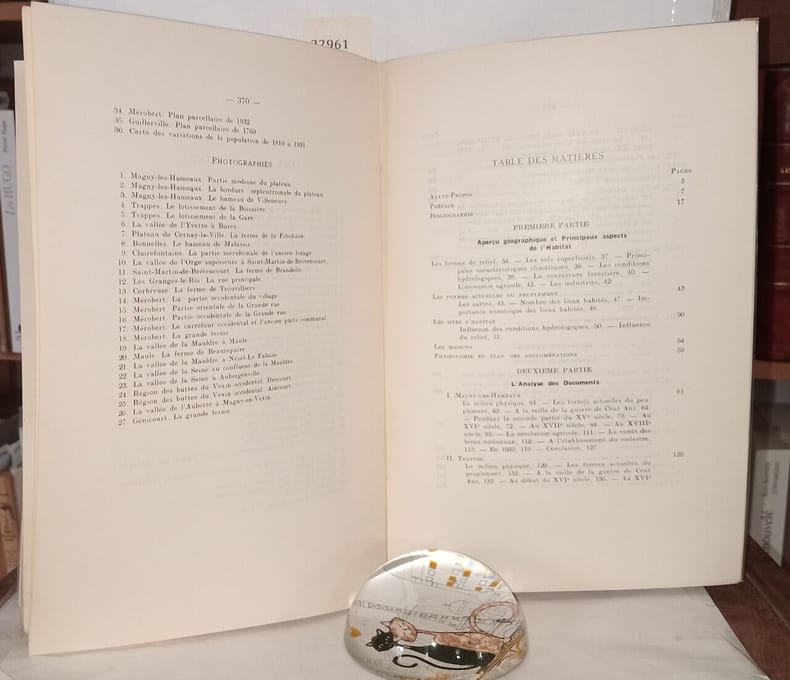 32961
— 370 —
34. Mérobert. Plan parcellaire de 1932
35. Guillerville. Plan parcellaire de 1769
36. Carte des variations de la population de 1810 à 1931.
PHOTOGRAPHIES
1. Magny-les-Hameaux. Partie médiane du plateau
2. Magny-les-Hameaux. La bordure septentrionale du plateau
3. Magny-les-Hameaux. Le hameau de Villeneuve
4. Trappes. Le lotissement de la Boissière
5. Trappes. Le lotissement de la Gare
6. La vallée de l'Yvette à Bures
7. Plateau de Cernay-la-Ville. La ferme de
8. Bonnelles. Le hameau de Malassis
9. Clairefontaine. La partie méridionale de l'ancien finage
10. La vallée de l'Orge supérieure à Saint-Martin-de-Brétencourt.
11. Saint-Martin-de-Brétencourt. La ferme de Brandelle
12. Les Granges-le-Roi. La rue principale
13. Corbreuse. La ferme de Trouvilliers
14. Mérobert. La partie occidentale du village
15. Mérobert. Partie orientale de la Grande rue
16. Mérobert. Partie occidentale de la Grande rue
17. Mérobert. Le carrefour occidental et l'ancien puits communal
18. Mérobert. La grande ferme
19. La vallée de la Mauldre à Maule
20. Maule. La ferme de Beaurepaire
21. La vallée de la Mauldre à Nézel-La Falaise
22. La vallée de la Seine au confluent de la Mauldre
23. La vallée de la Seine à Aubergenville
24. Région des buttes du Vexin occidental. Drocourt
25. Région des buttes du Vexin occidental. Aincourt
26. La vallée de l'Aubette à Magny-en-Vexin
27. Génicourt. La grande ferme
TABLE DES MATIÈRES
PAGES
AVANT-PROPOS 5
PRÉFACE 7
BIBLIOGRAPHIE 17
PREMIÈRE PARTIE
Aperçu géographique et Principaux aspects
de l'Habitat
Les formes de relief, 34. — Les sols superficiels, 37. — Princi-
pales caractéristiques climatiques, 38. — Les conditions
hydrologiques, 38. — La couverture forestière, 40. —
L'économie agricole, 42. — Les industries, 42.
LES FORMES ACTUELLES DU PEUPLEMENT 43
Les cartes, 43. — Nombre des lieux habités, 47. — Im-
portance numérique des lieux habités, 48.
LES SITES D'HABITAT 50
Influence des conditions hydrologiques, 50. — Influence
du relief, 51.
LES MAISONS 54
PHYSIONOMIE EN PLAN DES AGGLOMÉRATIONS 59
DEUXIÈME PARTIE
L'Analyse des Documents
I. MAGNY-LES-HAMEAUX 61
Le milieu physique, 61. — Les formes actuelles du peu-
plement, 63. — A la veille de la guerre de Cent Ans, 64.
— Pendant la seconde partie du XVe siècle, 70. — Au
XVIe siècle, 72. — Au XVIIe siècle, 84. — Au XVIIIe
siècle, 95. — La révolution agricole, 111. — La vente des
biens nationaux, 112. — A l'établissement du cadastre,
113. — En 1932, 119. — Conclusion, 127.
II. TRAPPES 129
Le milieu physique, 129. — Les formes actuelles du
peuplement, 132. — A la veille de la guerre de Cent
Ans, 132. — Au début du XVIe siècle, 135. — Au XVIe